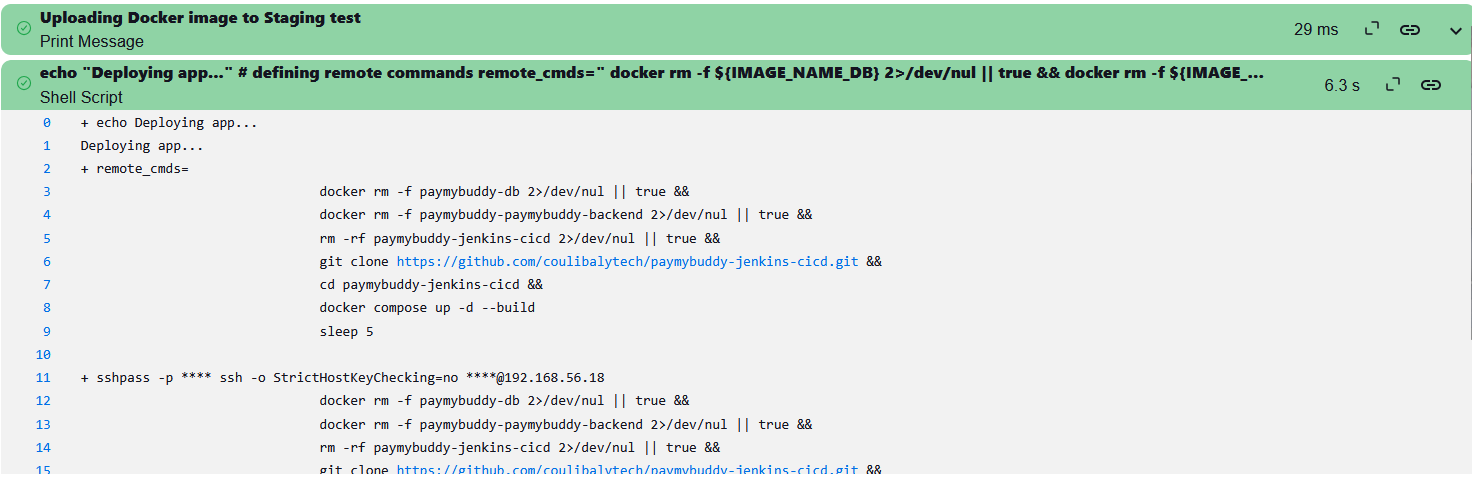 Uploading Docker image to Staging test
Print Message
29 ms
echo "Deploying app..." # defining remote commands remote_cmds=" docker rm -f ${IMAGE_NAME_DB} 2>/dev/nul || true && docker rm -f ${IMAGE_...
Shell Script
6.3 s
0 + echo Deploying app...
1 Deploying app...
2 + remote_cmds=
3 docker rm -f paymybuddy-db 2>/dev/nul || true &&
4 docker rm -f paymybuddy-paymybuddy-backend 2>/dev/nul || true &&
5 rm -rf paymybuddy-jenkins-cicd 2>/dev/nul || true &&
6 git clone https://github.com/coulibalytech/paymybuddy-jenkins-cicd.git &&
7 cd paymybuddy-jenkins-cicd &&
8 docker compose up -d --build
9 sleep 5
10
11 + sshpass -p **** ssh -o StrictHostKeyChecking=no ****@192.168.56.18
12 docker rm -f paymybuddy-db 2>/dev/nul || true &&
13 docker rm -f paymybuddy-paymybuddy-backend 2>/dev/nul || true &&
14 rm -rf paymybuddy-jenkins-cicd 2>/dev/nul || true &&
15 git clone https://github.com/coulibalytech/paymybuddy-jenkins-cicd.git &&